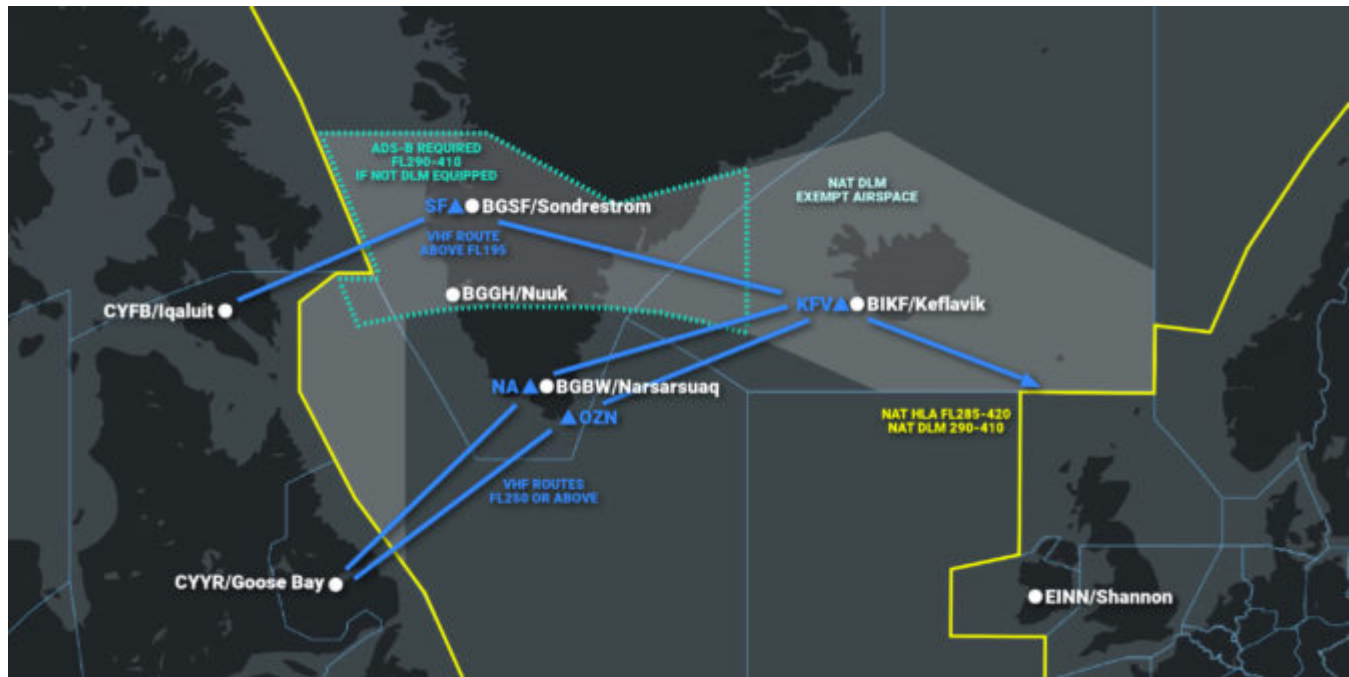 ADS-B REQUIRED
FL290-410
IF NOT DLM EQUIPPED
NAT DLM
EXEMPT AIRSPACE
SF BGSF/Sondrestrom
VHF ROUTE
ABOVE FL195
BGGH/Nuuk
CYFB/Iqaluit
KFV BIKF/Keflavik
NA BGBW/Narsarsuaq
OZN
NAT HLA FL285-420
NAT DLM 290-410
VHF ROUTES
FL250 OR ABOVE
CYYR/Goose Bay
EINN/Shannon